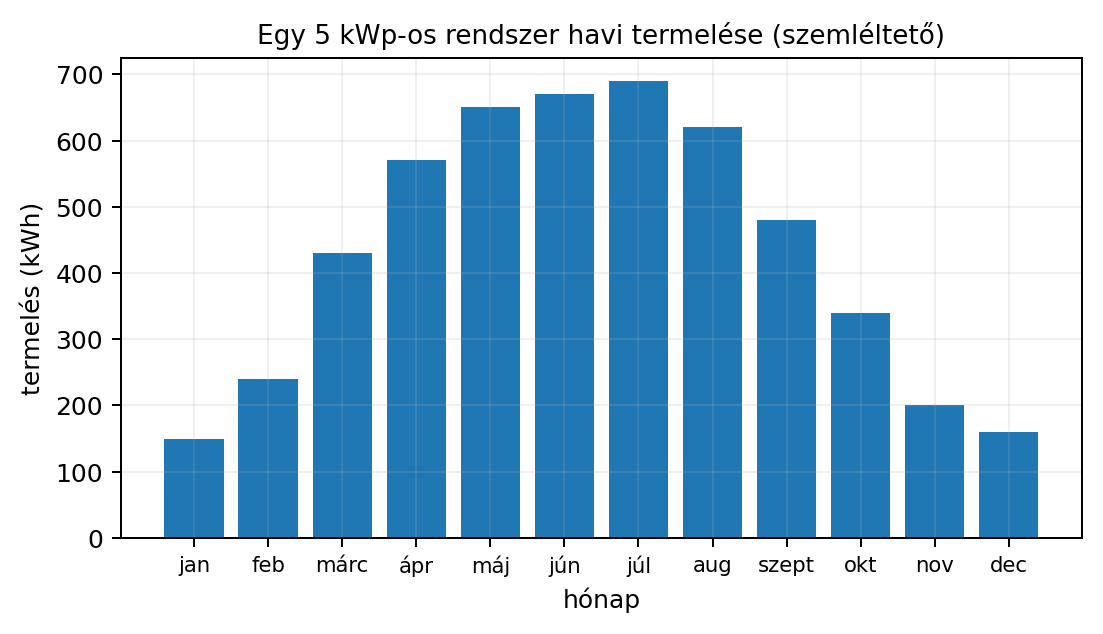 Egy 5 kWp-os rendszer havi termelése (szemléltető)
termelés (kWh)
700
600
500
400
300
200
100
0
jan feb márc ápr máj jún júl aug szept okt nov dec
hónap